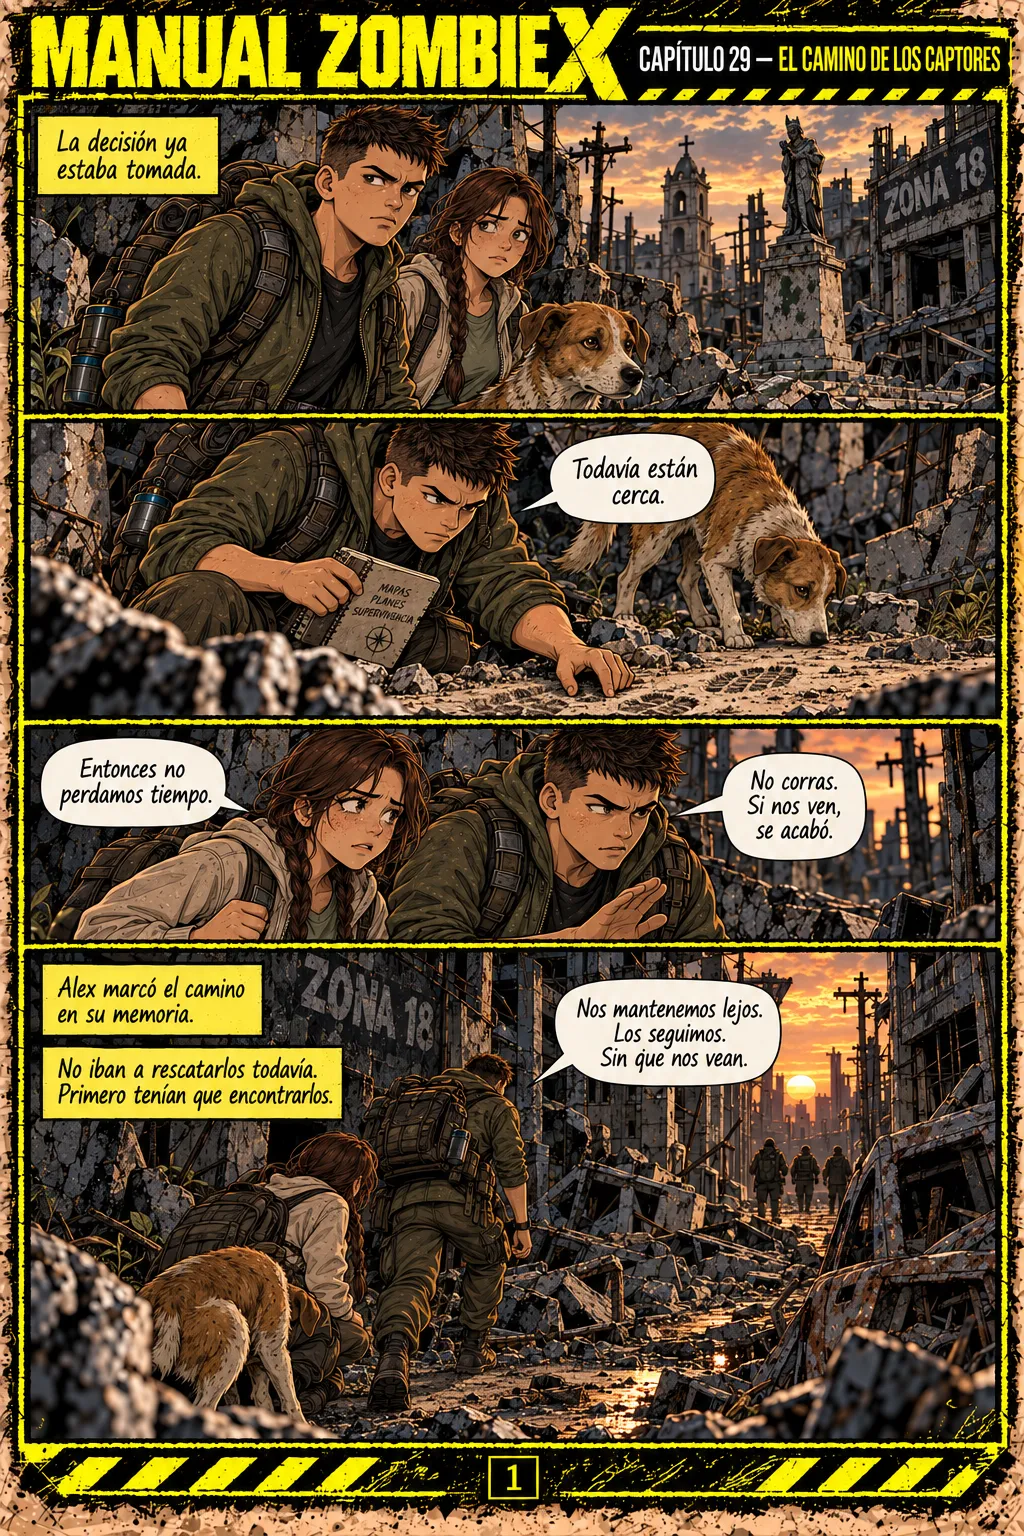 MANUAL ZOMBIE X
CAPÍTULO 29 – EL CAMINO DE LOS CAPTORES
La decisión ya
estaba tomada.
ZONA 18
Todavía están
cerca.
MAPAS
PLANES
SUPERVIVENCIA
Entonces no
perdamos tiempo.
No corras.
Si nos ven,
se acabó.
Alex marcó el camino
en su memoria.
No iban a rescatarlos todavía.
Primero tenían que encontrarlos.
ZONA 18
Nos mantenemos lejos.
Los seguimos.
Sin que nos vean.
1